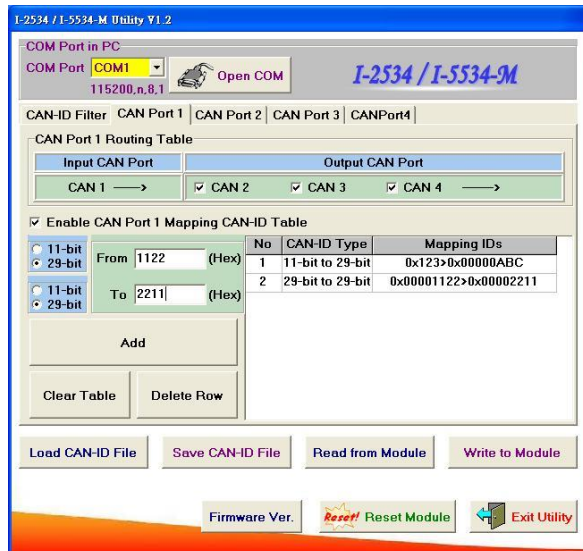 I-2534 / I-5534-M Utility V1.2
COM Port in PC
COM Port COM1 Open COM I-2534 / I-5534-M
115200,n,8,1
CAN-ID Filter CAN Port 1 CAN Port 2 CAN Port 3 CANPort4
CAN Port 1 Routing Table
Input CAN Port Output CAN Port
CAN 1 CAN 2 CAN 3 CAN 4
Enable CAN Port 1 Mapping CAN-ID Table
No CAN-ID Type Mapping IDs
11-bit
29-bit From 1122 (Hex) 1 11-bit to 29-bit 0x123>0x00000ABC
2 29-bit to 29-bit 0x00001122>0x00002211
11-bit
29-bit To 2211 (Hex)
Add
Clear Table Delete Row
Load CAN-ID File Save CAN-ID File Read from Module Write to Module
Firmware Ver. Reset! Reset Module Exit Utility